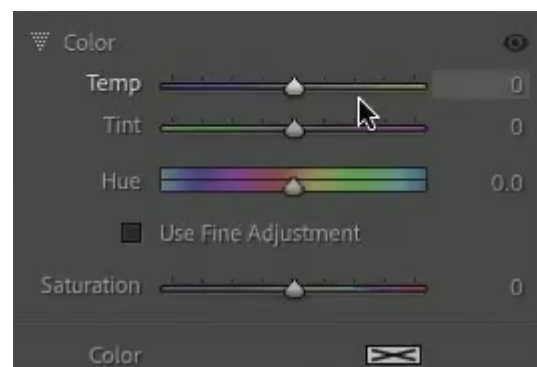 Color
Temp 0
Tint 0
Hue 0.0
Use Fine Adjustment
Saturation 0
Color